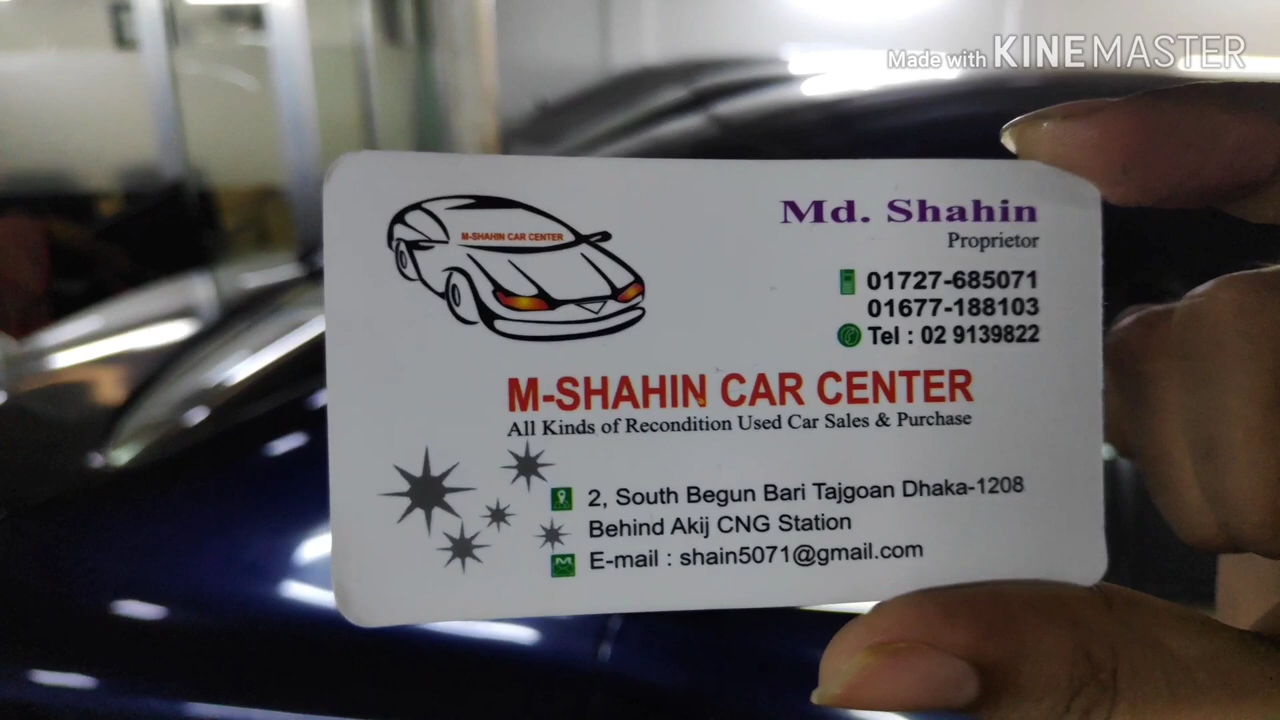 Made with KINEMASTER
M-SHAHIN CAR CENTER
Md. Shahin
Proprietor
01727-685071
01677-188103
Tel : 02 9139822
M-SHAHIN CAR CENTER
All Kinds of Recondition Used Car Sales & Purchase
2, South Begun Bari Tajgoan Dhaka-1208
Behind Akij CNG Station
E-mail : shain5071@gmail.com